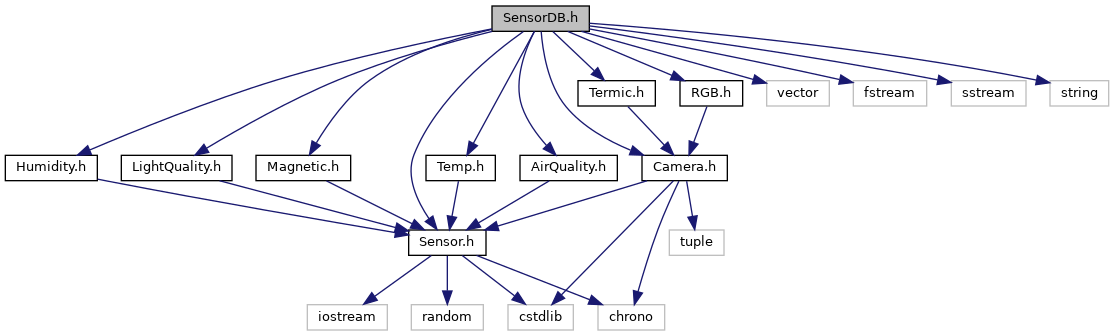 SensorDB.h
Termic.h
RGB.h
vector
fstream
sstream
string
Humidity.h
LightQuality.h
Magnetic.h
Temp.h
AirQuality.h
Camera.h
Sensor.h
tuple
iostream
random
cstdlib
chrono